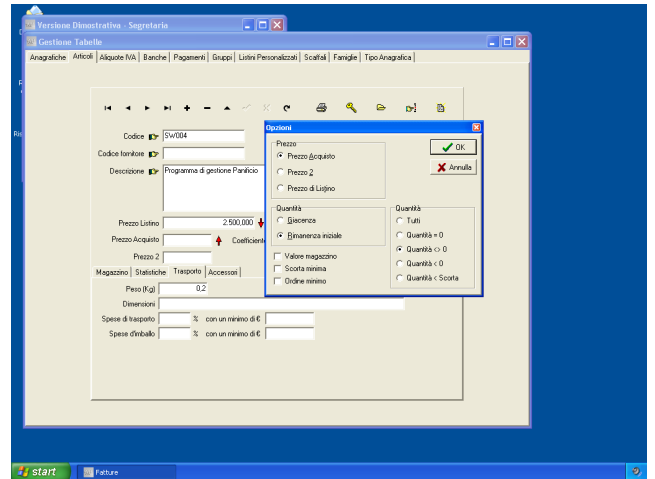 Versione Dimostrativa - Segretaria
Gestione Tabelle
Anagrafiche Articoli Aliquote IVA Banche Pagamenti Gruppi Listini Personalizzati Scaffali Famiglie Tipo Anagrafica
Codice SW004
Codice fornitore
Descrizione Programma di gestione Panificio
Prezzo Listino 2.500,000
Prezzo Acquisto Coefficiente
Prezzo 2
Magazzino Statistiche Trasporto Accessori
Peso (Kg) 0,2
Dimensioni
Spese di trasporto % con un minimo di €
Spese d'imballo % con un minimo di €
Opzioni
Prezzo
Prezzo Acquisto
Prezzo 2
Prezzo di Listino
OK
Annulla
Quantità
Giacenza
Rimanenza iniziale
Valore magazzino
Scorta minima
Ordine minimo
Quantità
Tutti
Quantità = 0
Quantità <> 0
Quantità < 0
Quantità < Scorta
Ris
start Fatture